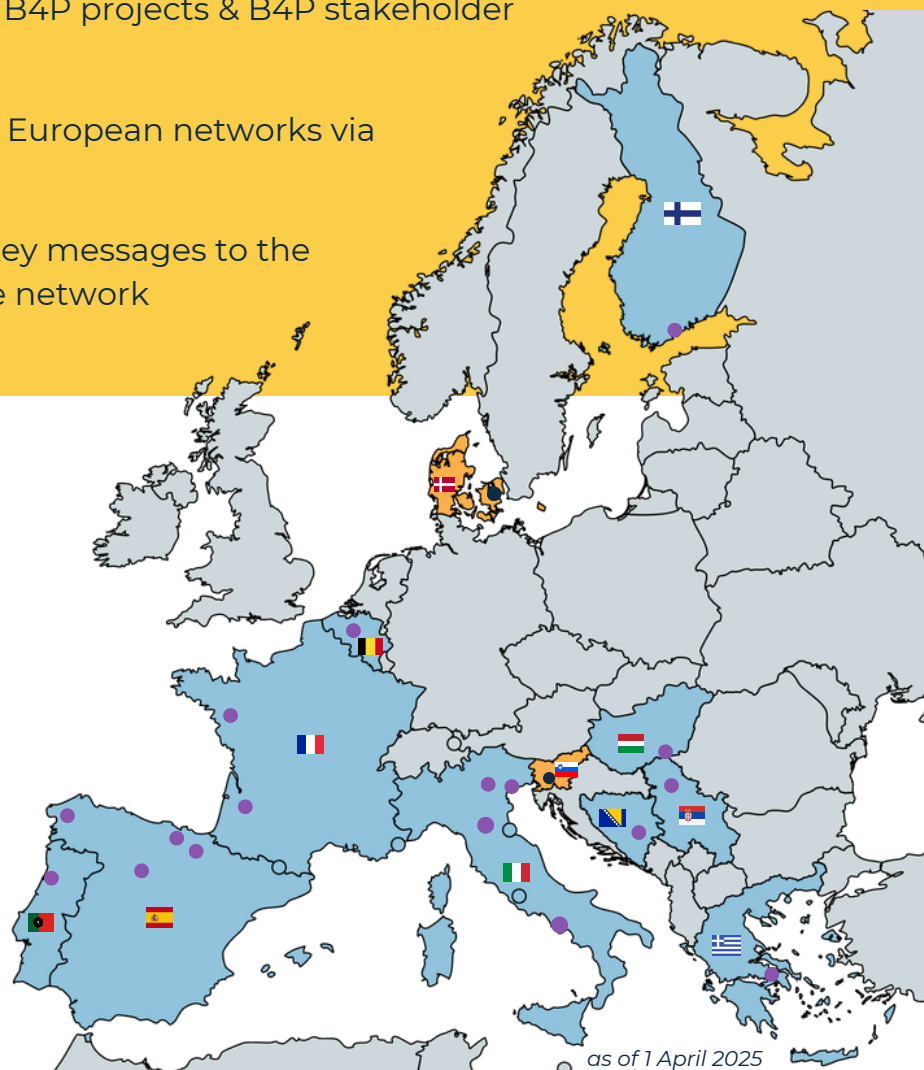 B4P projects & B4P stakeholder
European networks via
ey messages to the
e network
as of 1 April 2025